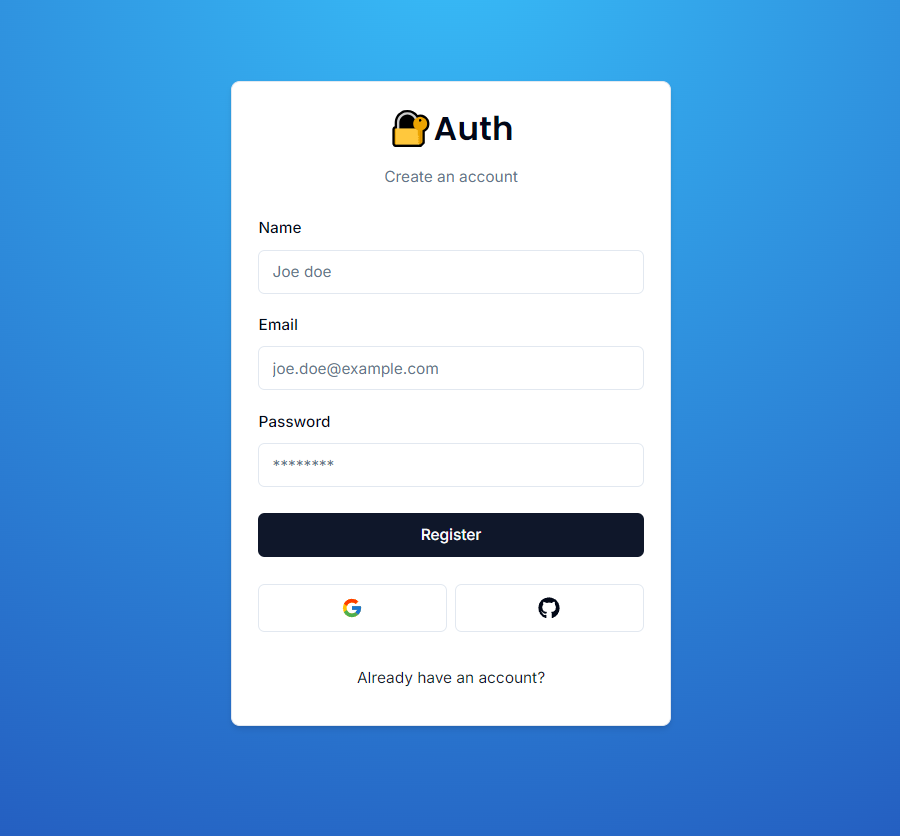 Auth
Create an account
Name
Joe doe
Email
joe.doe@example.com
Password
********
Register
Already have an account?